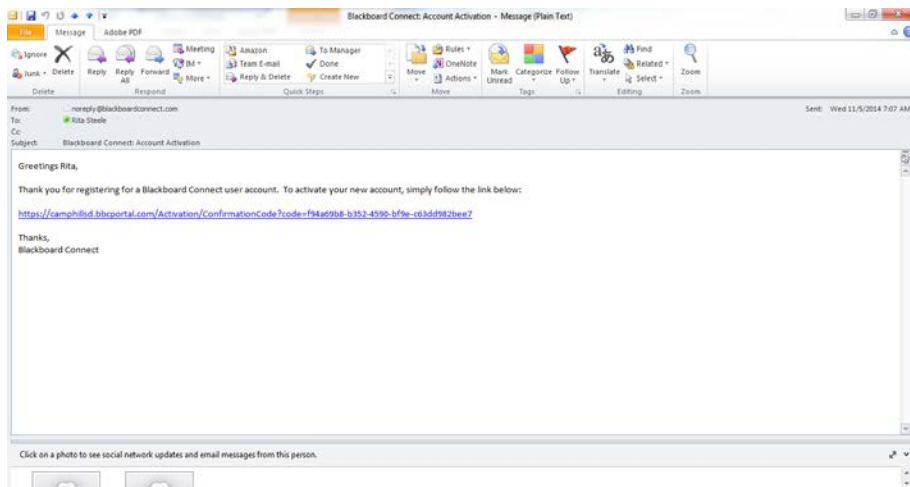 Blackboard Connect: Account Activation - Message (Plain Text)
File Message Adobe PDF
Ignore
Junk
Delete
Reply
Reply All
Forward
Meeting
IM
More
Amazon
Team E-mail
Reply & Delete
To Manager
Done
Create New
Move
Rules
OneNote
Actions
Mark Unread
Categorize
Follow Up
Translate
Find
Related
Select
Zoom
Delete Respond Quick Steps Move Tags Editing Zoom
From: noreply@blackboardconnect.com Sent: Wed 11/5/2014 7:07 AM
To: Rita Steele
Cc:
Subject: Blackboard Connect: Account Activation
Greetings Rita,
Thank you for registering for a Blackboard Connect user account. To activate your new account, simply follow the link below:
https://camphillsd.bbcportal.com/Activation/ConfirmationCode?code=f94a69b8-b352-4590-bf9e-c63dd982bee7
Thanks,
Blackboard Connect
Click on a photo to see social network updates and email messages from this person.